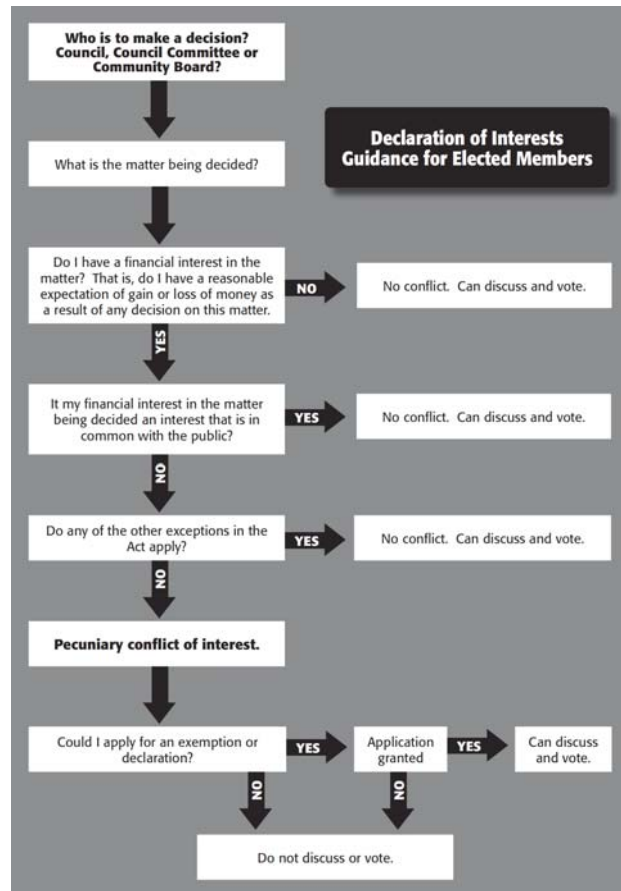 Who is to make a decision?
Council, Council Committee or
Community Board?
Declaration of Interests
Guidance for Elected Members
What is the matter being decided?
Do I have a financial interest in the
matter? That is, do I have a reasonable
expectation of gain or loss of money as
a result of any decision on this matter.
NO
No conflict. Can discuss and vote.
YES
It my financial interest in the matter
being decided an interest that is in
common with the public?
YES
No conflict. Can discuss and vote.
NO
Do any of the other exceptions in the
Act apply?
YES
No conflict. Can discuss and vote.
NO
Pecuniary conflict of interest.
Could I apply for an exemption or
declaration?
YES
Application
granted
YES
Can discuss
and vote.
NO
NO
Do not discuss or vote.